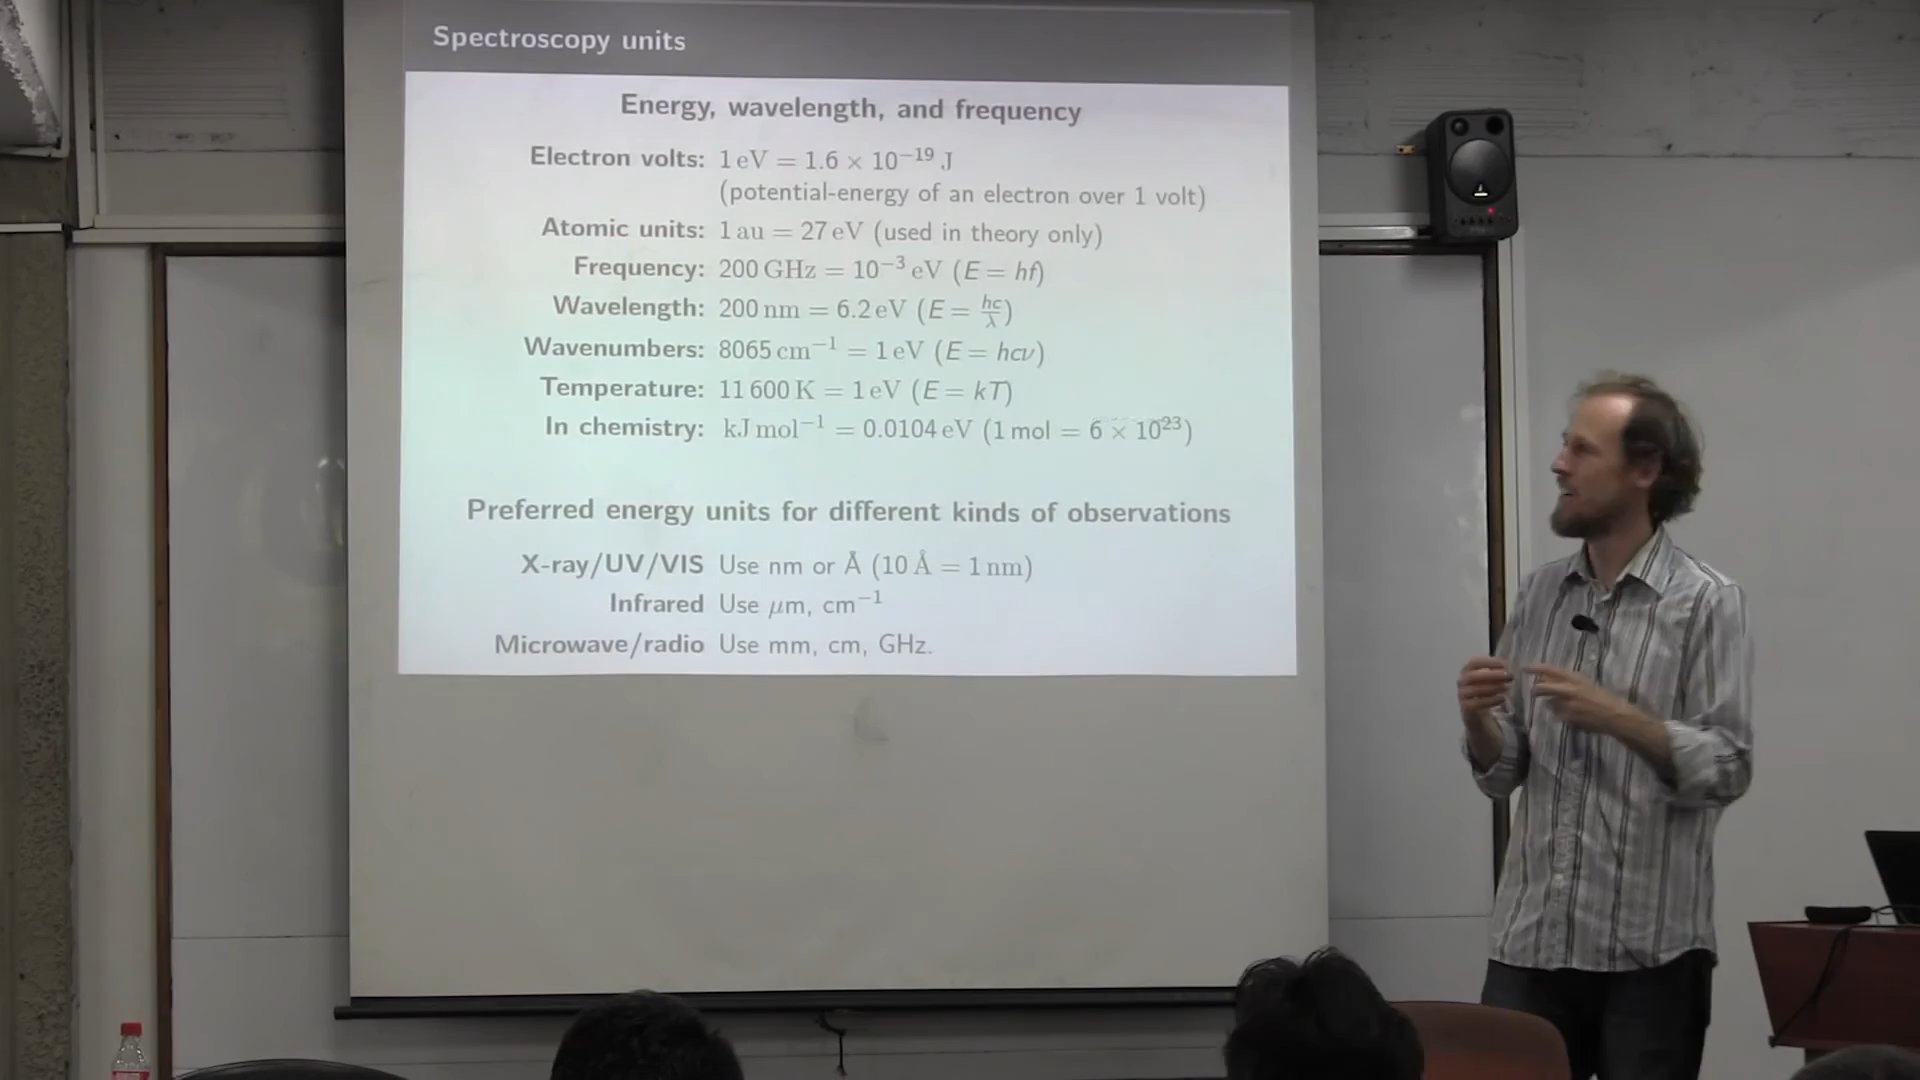 Spectroscopy units
Energy, wavelength, and frequency
Electron volts: 1 eV = 1.6 × 10⁻¹⁹ J
(potential-energy of an electron over 1 volt)
Atomic units: 1 au = 27 eV (used in theory only)
Frequency: 200 GHz = 10⁻³ eV (E = hf)
Wavelength: 200 nm = 6.2 eV (E = hc/λ)
Wavenumbers: 8065 cm⁻¹ = 1 eV (E = hcν)
Temperature: 11 600 K = 1 eV (E = kT)
In chemistry: kJ mol⁻¹ = 0.0104 eV (1 mol = 6 × 10²³)
Preferred energy units for different kinds of observations
X-ray/UV/VIS Use nm or Å (10 Å = 1 nm)
Infrared Use μm, cm⁻¹
Microwave/radio Use mm, cm, GHz.